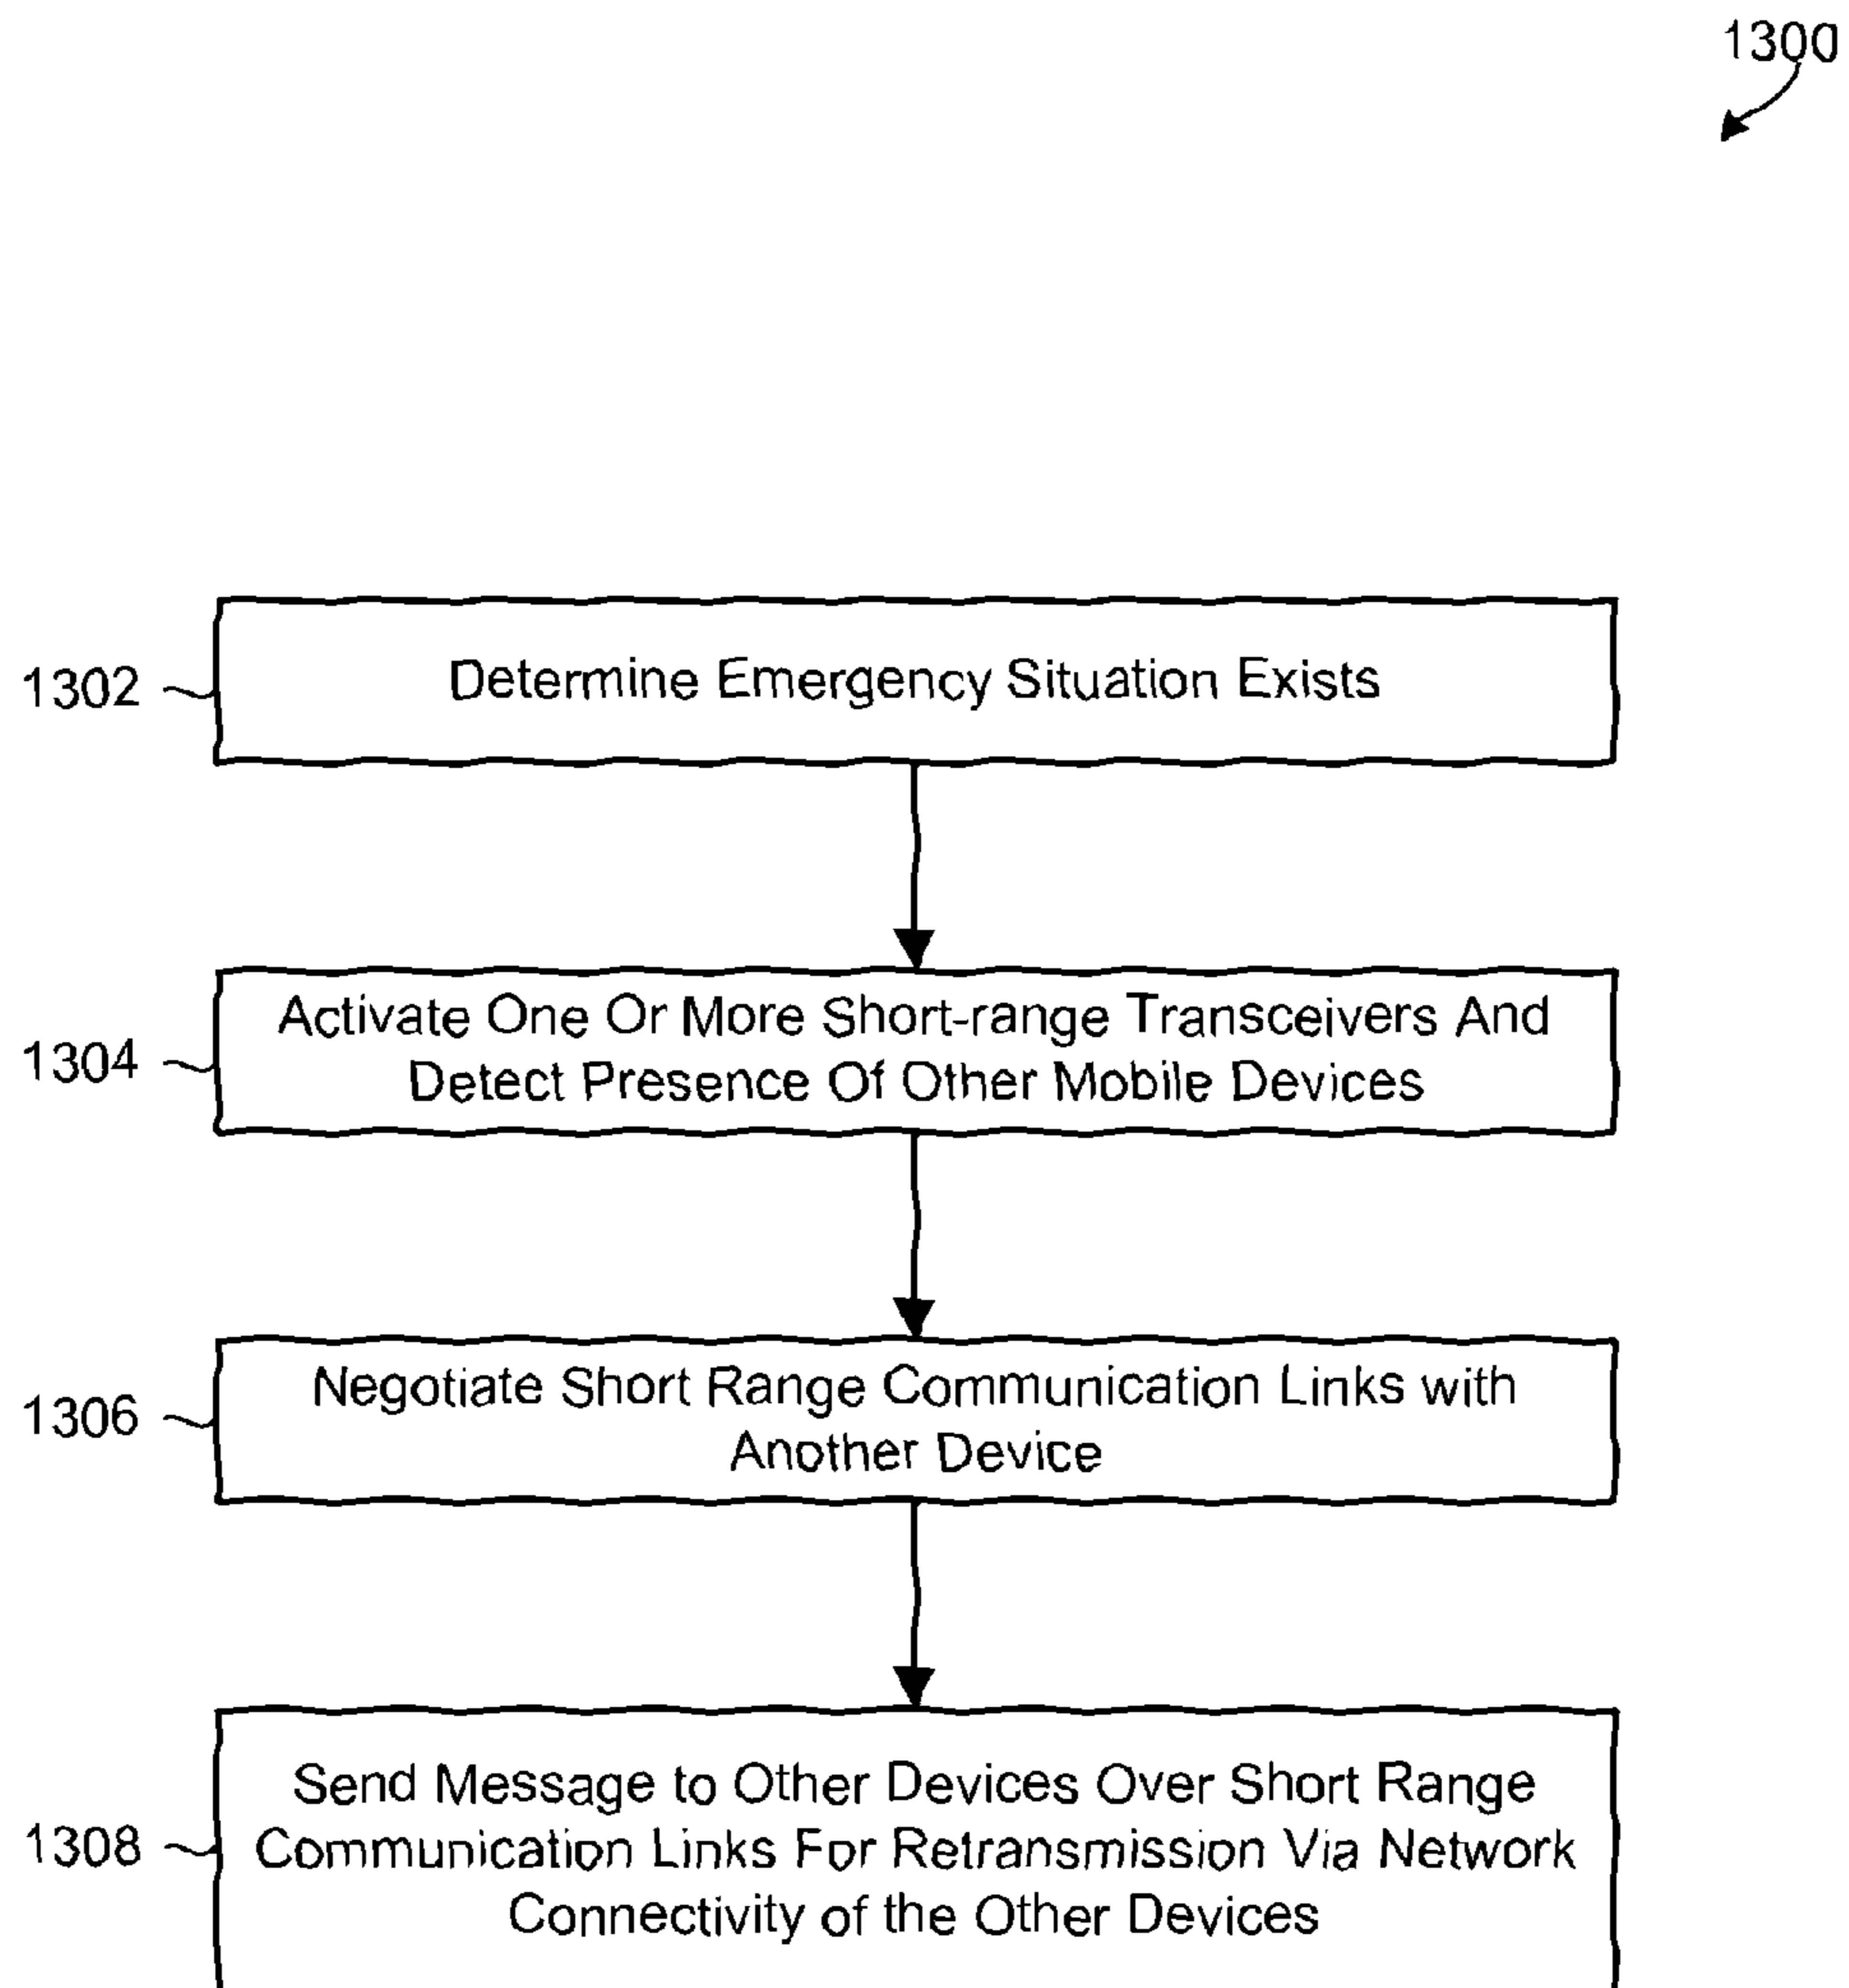 1300
1302
Determine Emergency Situation Exists
1304
Activate One Or More Short-range Transceivers And
Detect Presence Of Other Mobile Devices
1306
Negotiate Short Range Communication Links with
Another Device
1308
Send Message to Other Devices Over Short Range
Communication Links For Retransmission Via Network
Connectivity of the Other Devices